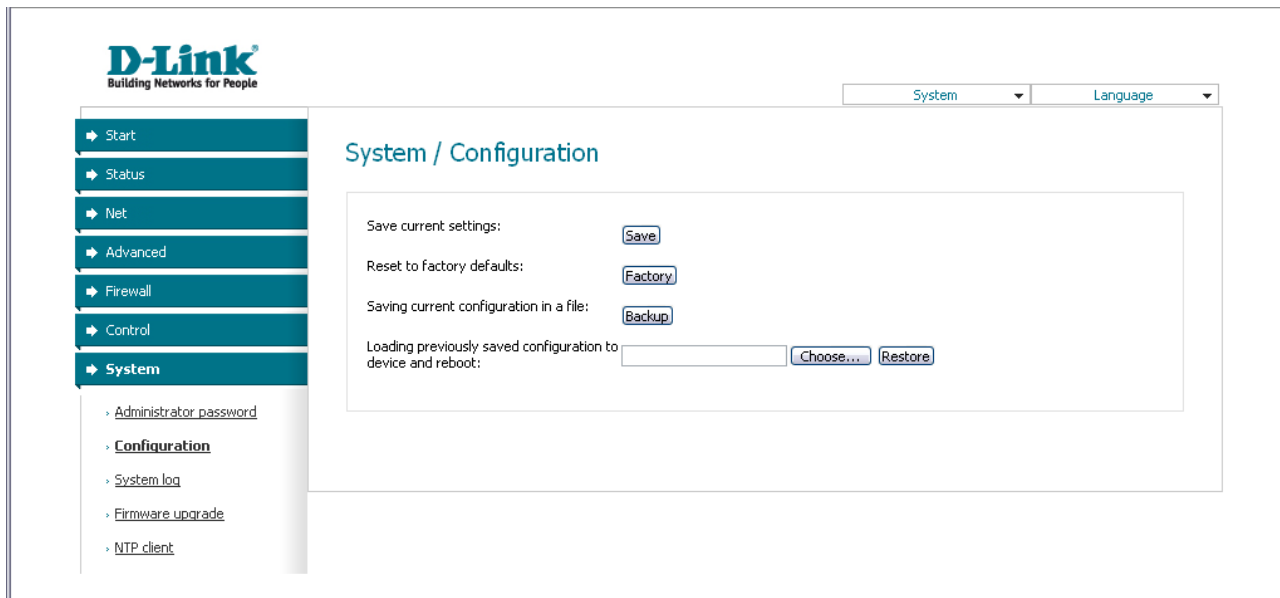 D-Link®
Building Networks for People
System
Language
Start
Status
Net
Advanced
Firewall
Control
System
Administrator password
Configuration
System log
Firmware upgrade
NTP client
System / Configuration
Save current settings:
Save
Reset to factory defaults:
Factory
Saving current configuration in a file:
Backup
Loading previously saved configuration to
device and reboot:
Choose...
Restore